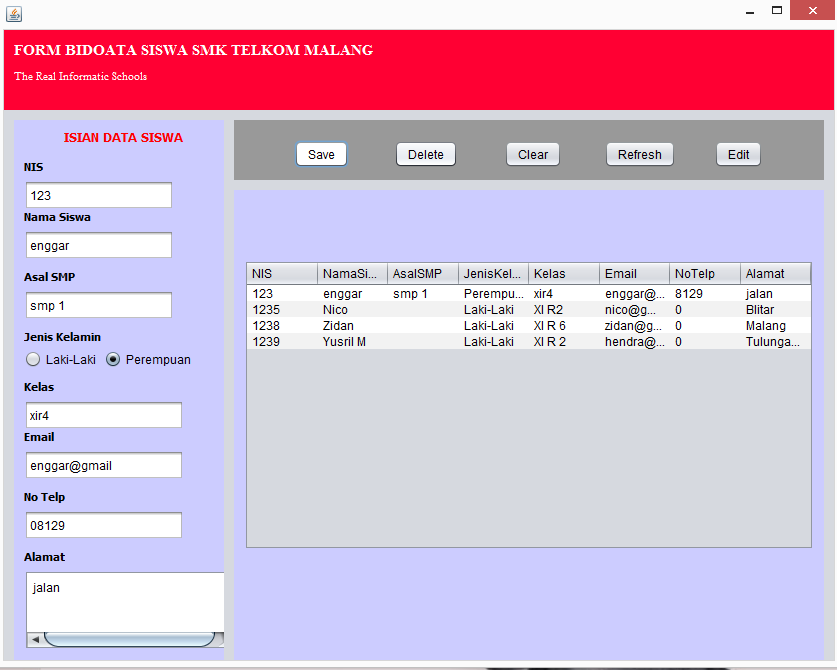 FORM BIDOATA SISWA SMK TELKOM MALANG
The Real Informatic Schools
ISIAN DATA SISWA
NIS
123
Nama Siswa
enggar
Asal SMP
smp 1
Jenis Kelamin
Laki-Laki Perempuan
Kelas
xir4
Email
enggar@gmail
No Telp
08129
Alamat
jalan
Save Delete Clear Refresh Edit
NIS NamaSi... AsalSMP JenisKel... Kelas Email NoTelp Alamat
123 enggar smp 1 Perempu... xir4 enggar@... 8129 jalan
1235 Nico Laki-Laki XI R2 nico@g... 0 Blitar
1238 Zidan Laki-Laki XI R 6 zidan@g... 0 Malang
1239 Yusril M Laki-Laki XI R 2 hendra@... 0 Tulunga...